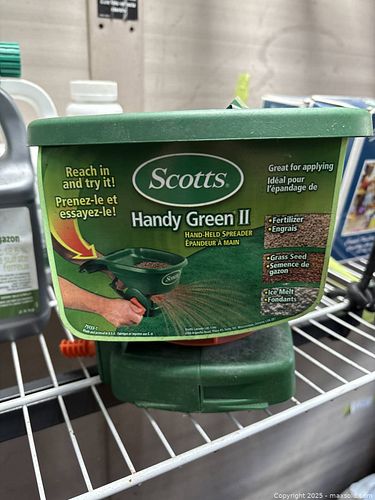 Reach in
and try it!
Prenez-le et
essayez-le!
Scotts
Handy Green II
HAND-HELD SPREADER
ÉPANDEUR À MAIN
Great for applying
Idéal pour
l'épandage de
•Fertilizer
•Engrais
•Grass Seed
•Semence de
gazon
•Ice Melt
•Fondants
Scotts
gazon
Copyright 2025 - maxsold.com